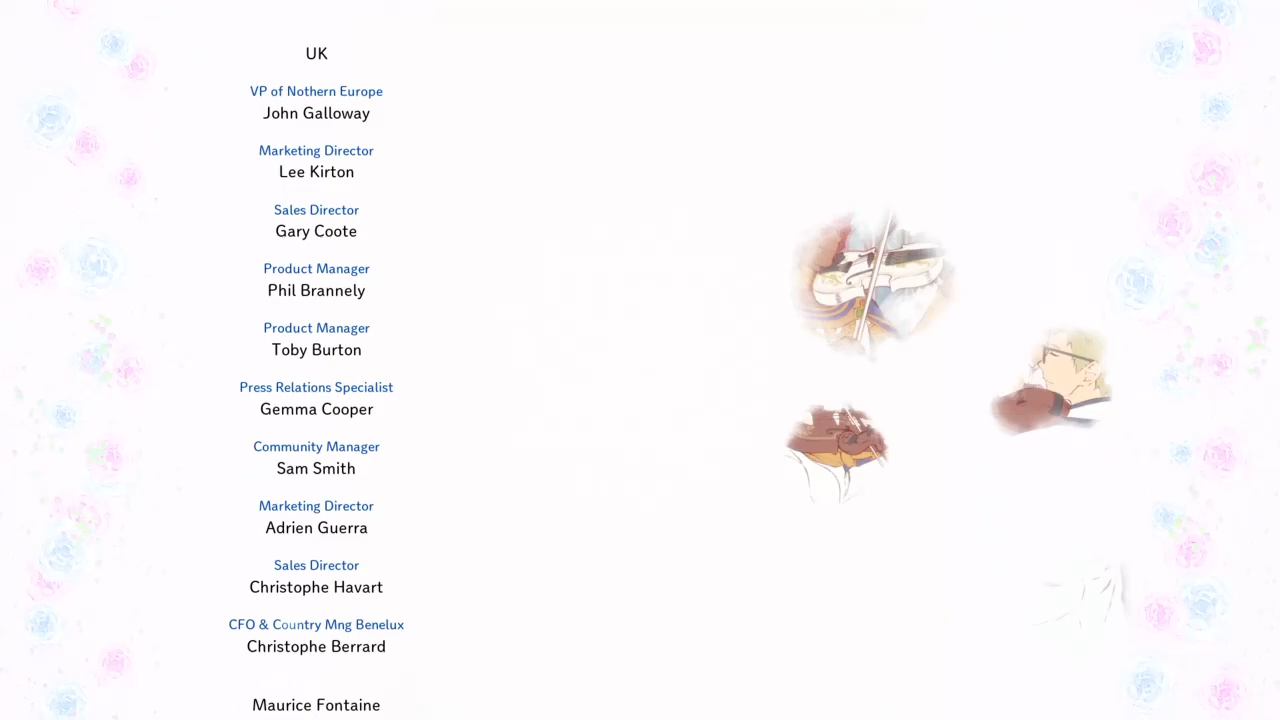 UK
VP of Nothern Europe
John Galloway
Marketing Director
Lee Kirton
Sales Director
Gary Coote
Product Manager
Phil Brannely
Product Manager
Toby Burton
Press Relations Specialist
Gemma Cooper
Community Manager
Sam Smith
Marketing Director
Adrien Guerra
Sales Director
Christophe Havart
CFO & Country Mng Benelux
Christophe Berrard
Maurice Fontaine